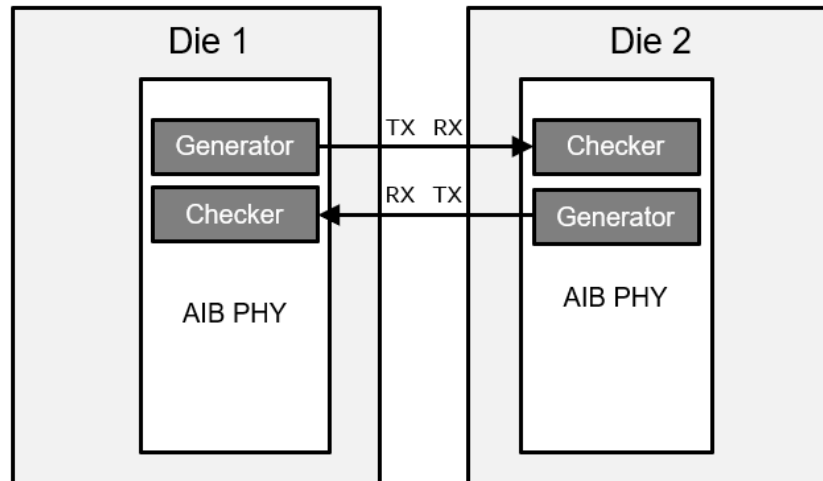 Die 1
Die 2
Generator
TX RX
Checker
Checker
RX TX
Generator
AIB PHY
AIB PHY